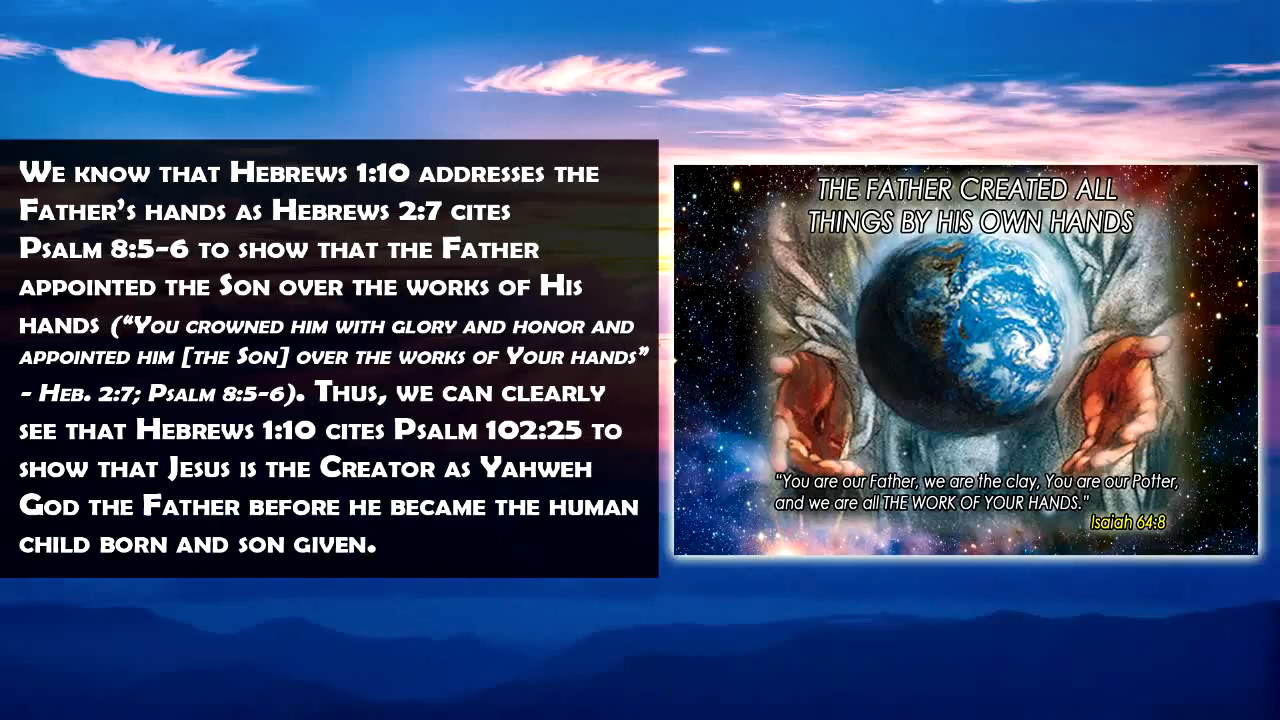 We know that Hebrews 1:10 addresses the
Father’s hands as Hebrews 2:7 cites
Psalm 8:5-6 to show that the Father
appointed the Son over the works of His
hands (“You crowned him with glory and honor and
appointed him [the Son] over the works of Your hands”
- Heb. 2:7; Psalm 8:5-6). Thus, we can clearly
see that Hebrews 1:10 cites Psalm 102:25 to
show that Jesus is the Creator as Yahweh
God the Father before he became the human
child born and son given.
THE FATHER CREATED ALL
THINGS BY HIS OWN HANDS
“You are our Father, we are the clay, You are our Potter,
and we are all THE WORK OF YOUR HANDS.”
Isaiah 64:8